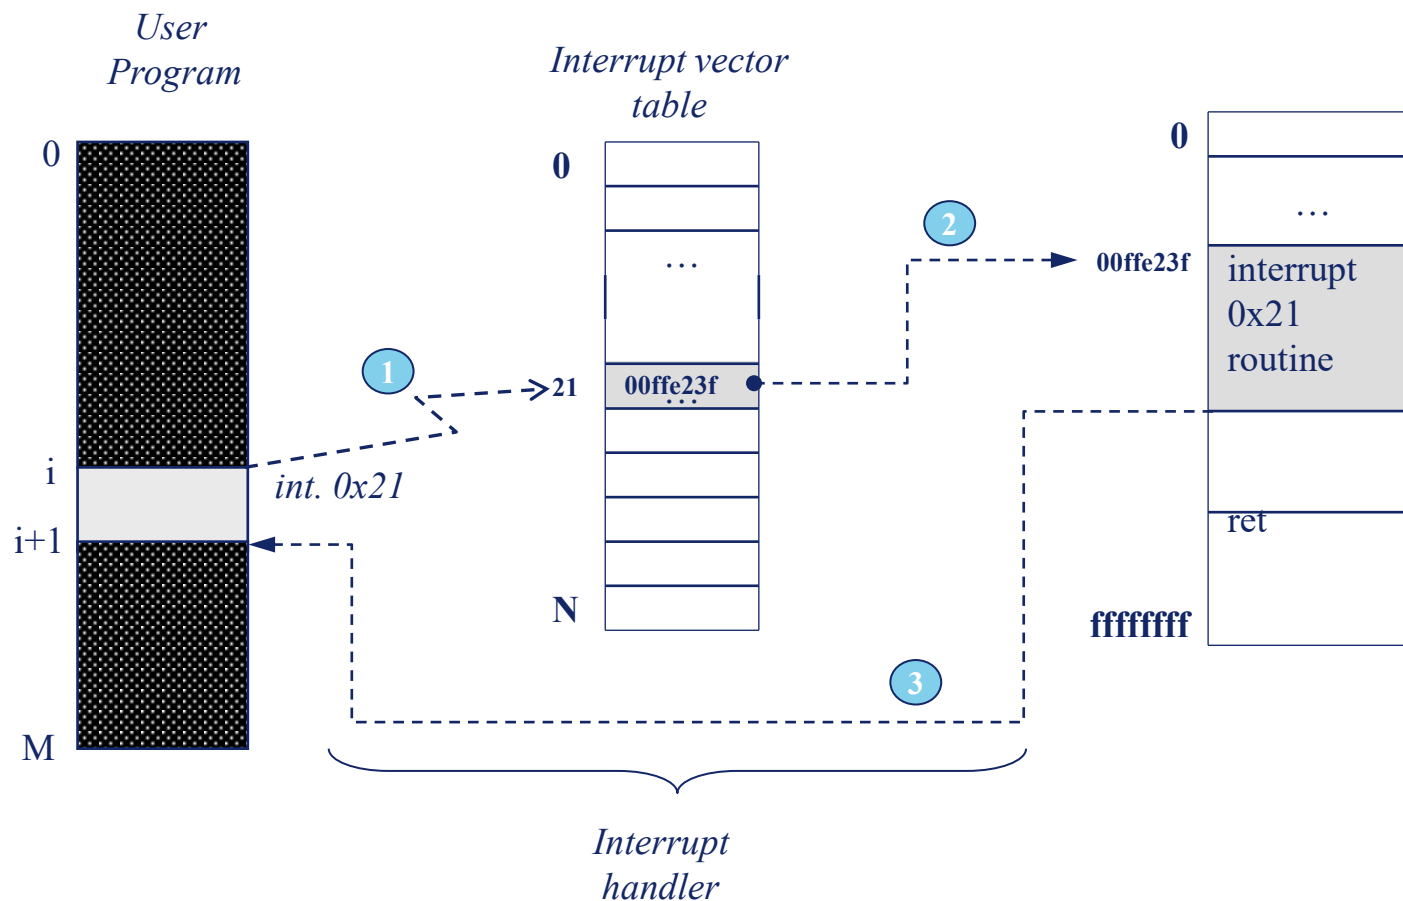 User
Program
Interrupt vector
table
0
0
0
…
2
…
00ffe23f
interrupt
0x21
routine
1
21
00ffe23f
…
i
int. 0x21
i+1
ret
N
ffffffff
3
M
Interrupt
handler